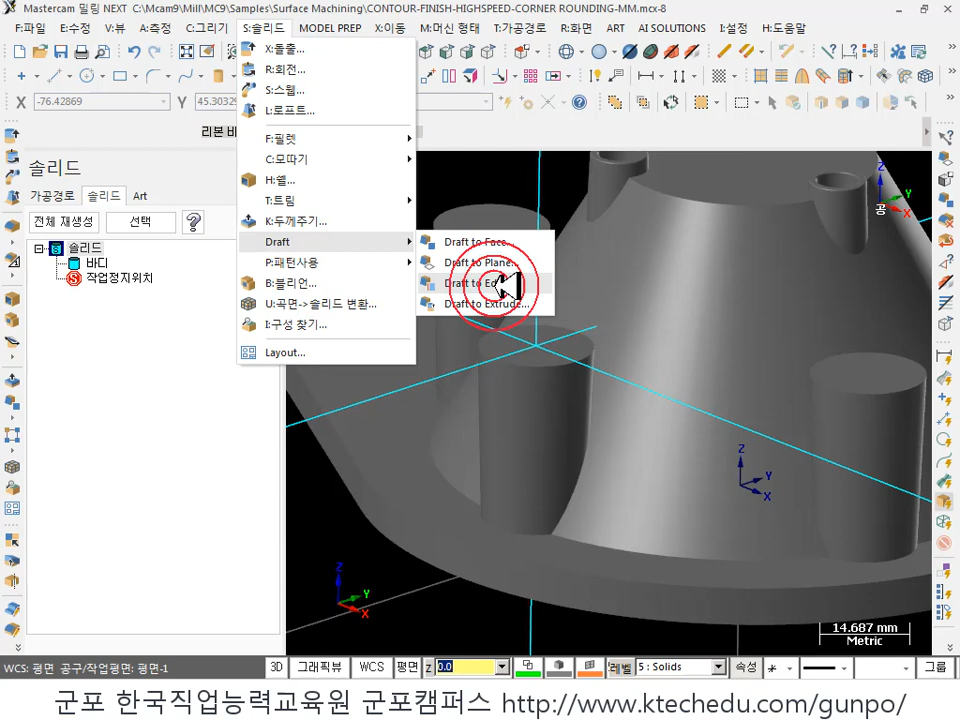 Mastercam 밀링 NEXT  C:\Mcam9\Mill\MC9\Samples\Surface Machining\CONTOUR-FINISH-HIGHSPEED-CORNER ROUNDING-MM.mcx-8
F:파일 E:수정 V:뷰 A:측정 C:그리기 S:솔리드 MODEL PREP X:이동 M:머신 형태 T:가공경로 R:화면 ART AI SOLUTIONS I:설정 H:도움말
X -76.42869 Y 45.3032
리본 바
솔리드
가공경로 솔리드 Art
전체 재생성 선택
솔리드
바디
작업정지위치
X:돌출...
R:회전...
S:스윕...
L:로프트...
F:필렛
C:모따기
H:쉘...
T:트림
K:두께주기...
Draft
P:패턴사용
B:불리언...
U:곡면->솔리드 변환...
I:구성 찾기...
Layout...
Draft to Face...
Draft to Plane...
Draft to
Draft to Extrude...
Z Y X 공
Z Y X
Z Y X
14.687 mm
Metric
WCS: 평면 공구/작업평면: 평면-1 3D 그래픽뷰 WCS 평면 Z 0.0 레벨 5 : Solids 속성 그룹
군포 한국직업능력교육원 군포캠퍼스 http://www.ktechedu.com/gunpo/